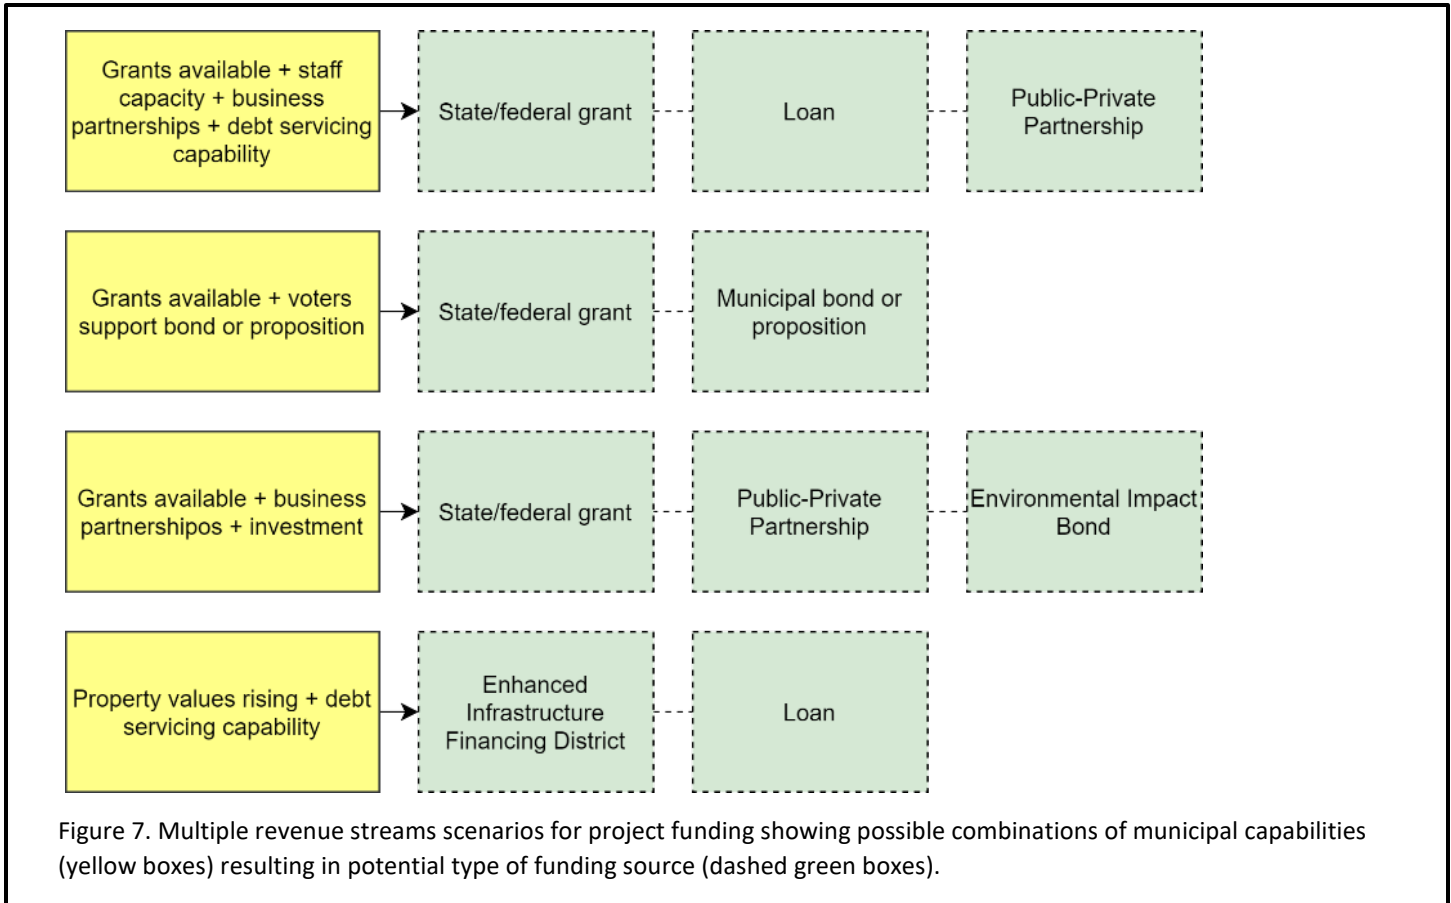 Grants available + staff
capacity + business
partnerships + debt servicing
capability
State/federal grant
Loan
Public-Private
Partnership
Grants available + voters
support bond or proposition
State/federal grant
Municipal bond or
proposition
Grants available + business
partnershipos + investment
State/federal grant
Public-Private
Partnership
Environmental Impact
Bond
Property values rising + debt
servicing capability
Enhanced
Infrastructure
Financing District
Loan
Figure 7. Multiple revenue streams scenarios for project funding showing possible combinations of municipal capabilities
(yellow boxes) resulting in potential type of funding source (dashed green boxes).